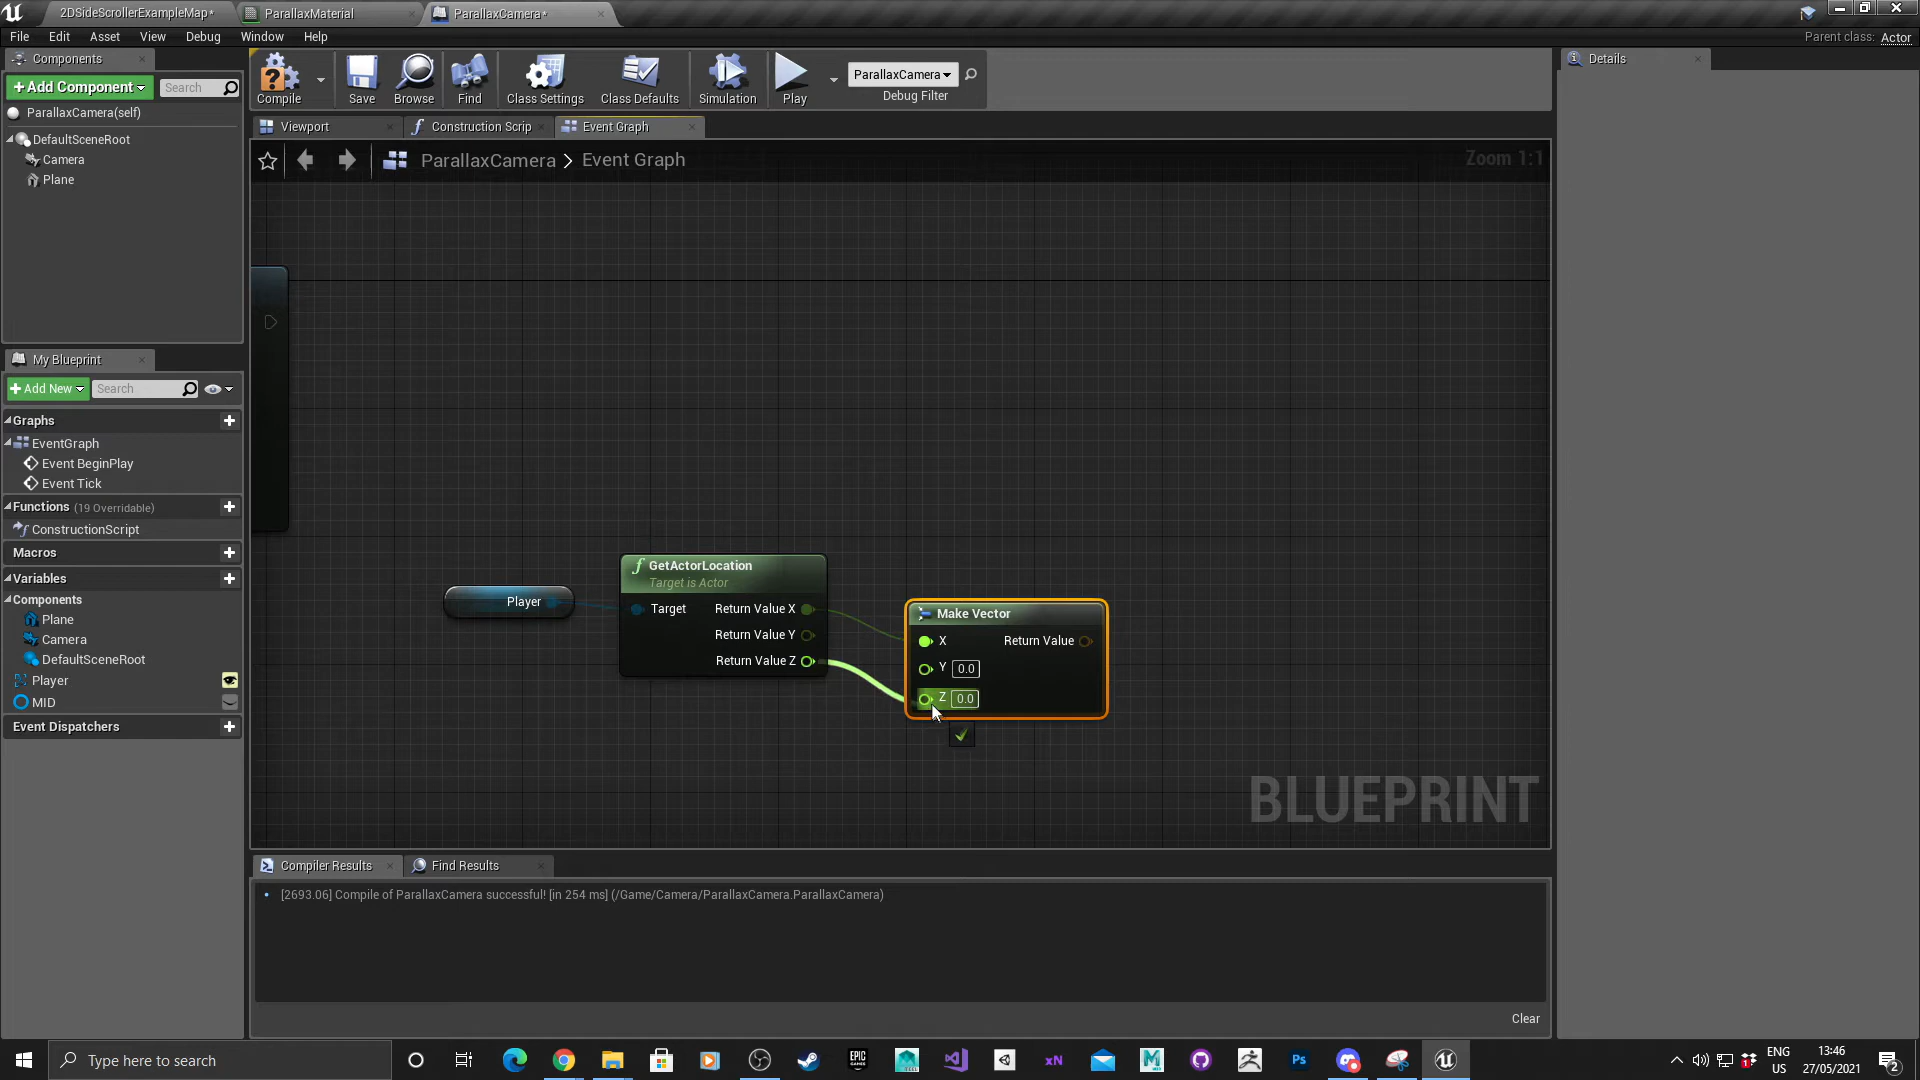 2DSideScrollerExampleMap*
ParallaxMaterial
ParallaxCamera*
File
Edit
Asset
View
Debug
Window
Help
Parent class: Actor
Components
+Add Component
Search
ParallaxCamera(self)
DefaultSceneRoot
Camera
Plane
Compile
Save
Browse
Find
Class Settings
Class Defaults
Simulation
Play
ParallaxCamera
Debug Filter
Details
Viewport
Construction Scrip
Event Graph
ParallaxCamera > Event Graph
Zoom 1:1
My Blueprint
+Add New
Search
Graphs
EventGraph
Event BeginPlay
Event Tick
Functions (19 Overridable)
ConstructionScript
Macros
Variables
Components
Plane
Camera
DefaultSceneRoot
Player
MID
Event Dispatchers
Player
GetActorLocation
Target is Actor
Target
Return Value X
Return Value Y
Return Value Z
Make Vector
X
Return Value
Y 0.0
Z 0.0
BLUEPRINT
Compiler Results
Find Results
[2693.06] Compile of ParallaxCamera successful! [in 254 ms] (/Game/Camera/ParallaxCamera.ParallaxCamera)
Clear
Type here to search
EPIC
GAMES
xN
M
Ps
ENG
US
13:46
27/05/2021
2